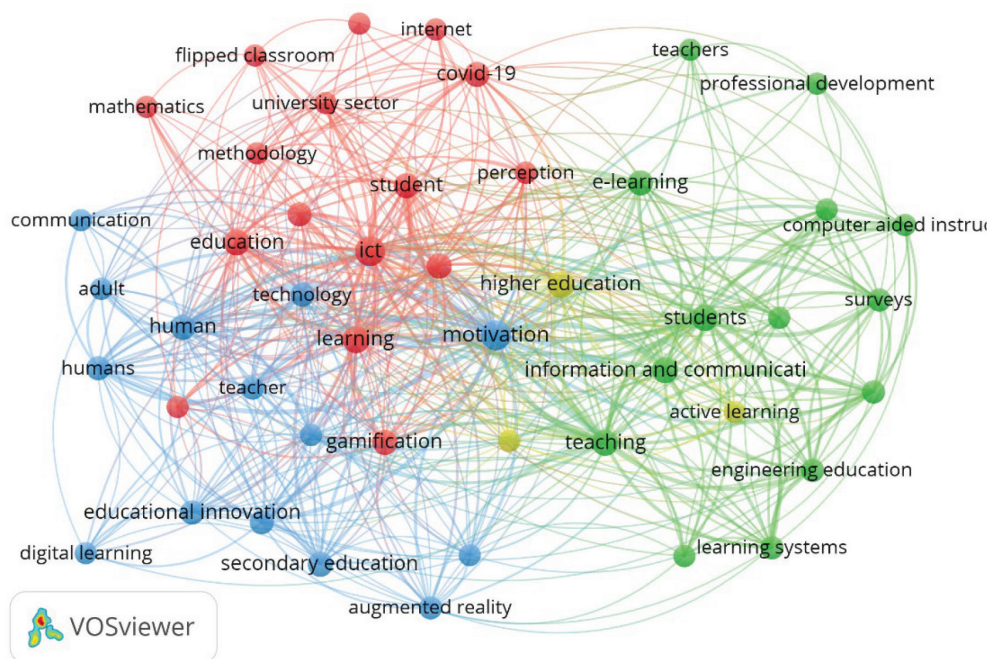 internet
flipped classroom
teachers
covid-19
professional development
mathematics
university sector
methodology
perception
student
e-learning
communication
computer aided instruc
education
ict
higher education
adult
technology
surveys
human
students
motivation
learning
humans
information and communicati
teacher
active learning
gamification
teaching
engineering education
educational innovation
digital learning
learning systems
secondary education
augmented reality
VOSviewer